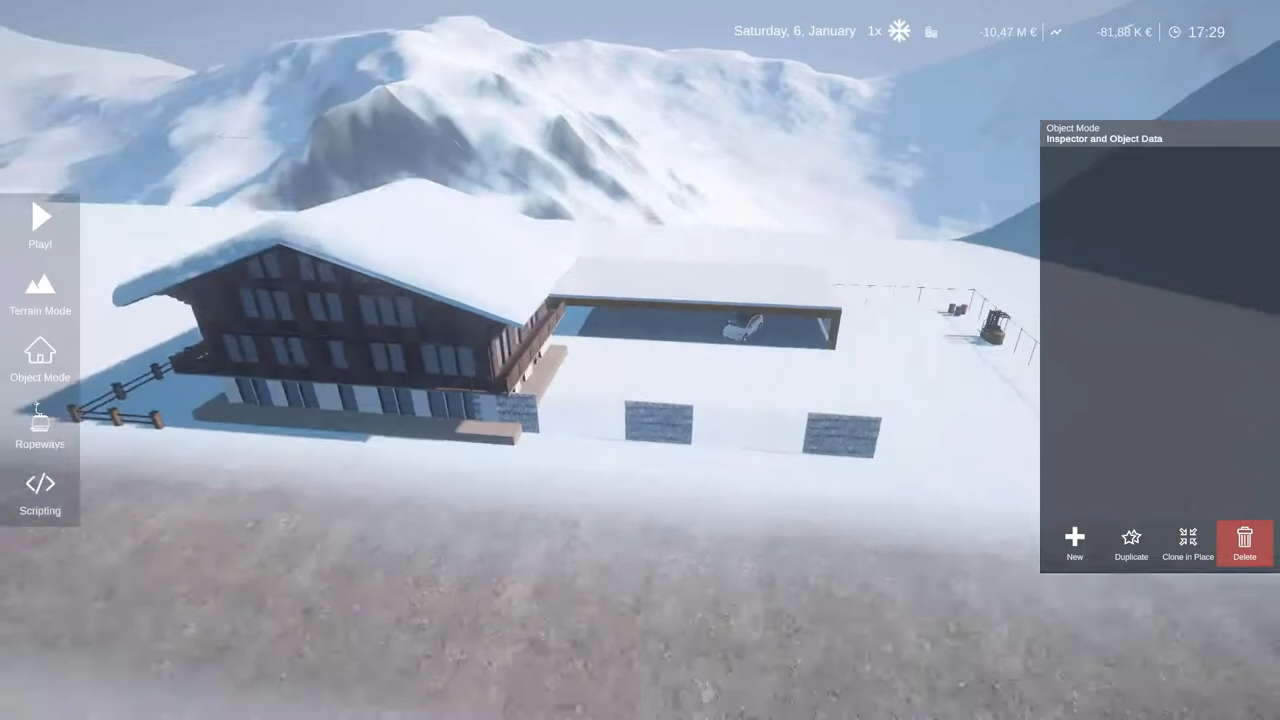 Saturday, 6, January 1x -10,47 M € -81,88 K € 17:29
Object Mode
Inspector and Object Data
Play!
Terrain Mode
Object Mode
Ropeways
Scripting
New Duplicate Clone in Place Delete